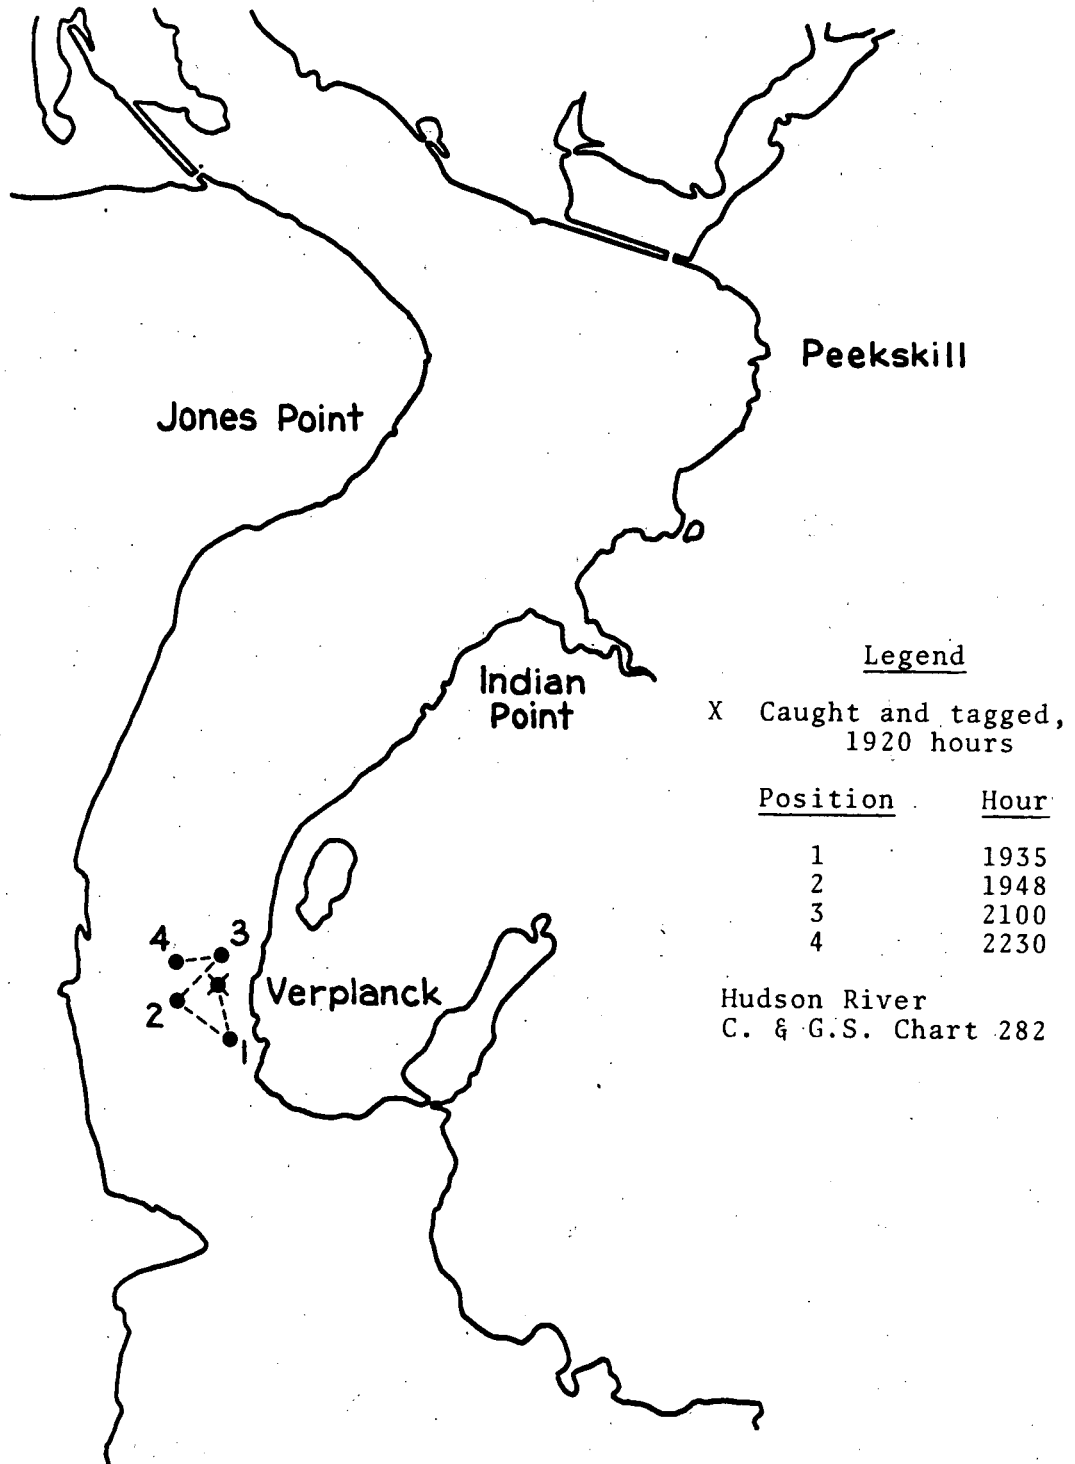 Peekskill
Jones Point
Legend
Indian
Point
X Caught and tagged,
1920 hours
Position Hour
1 1935
2 1948
3 2100
4 2230
4 3
Verplanck
2
1
Hudson River
C. & G.S. Chart 282